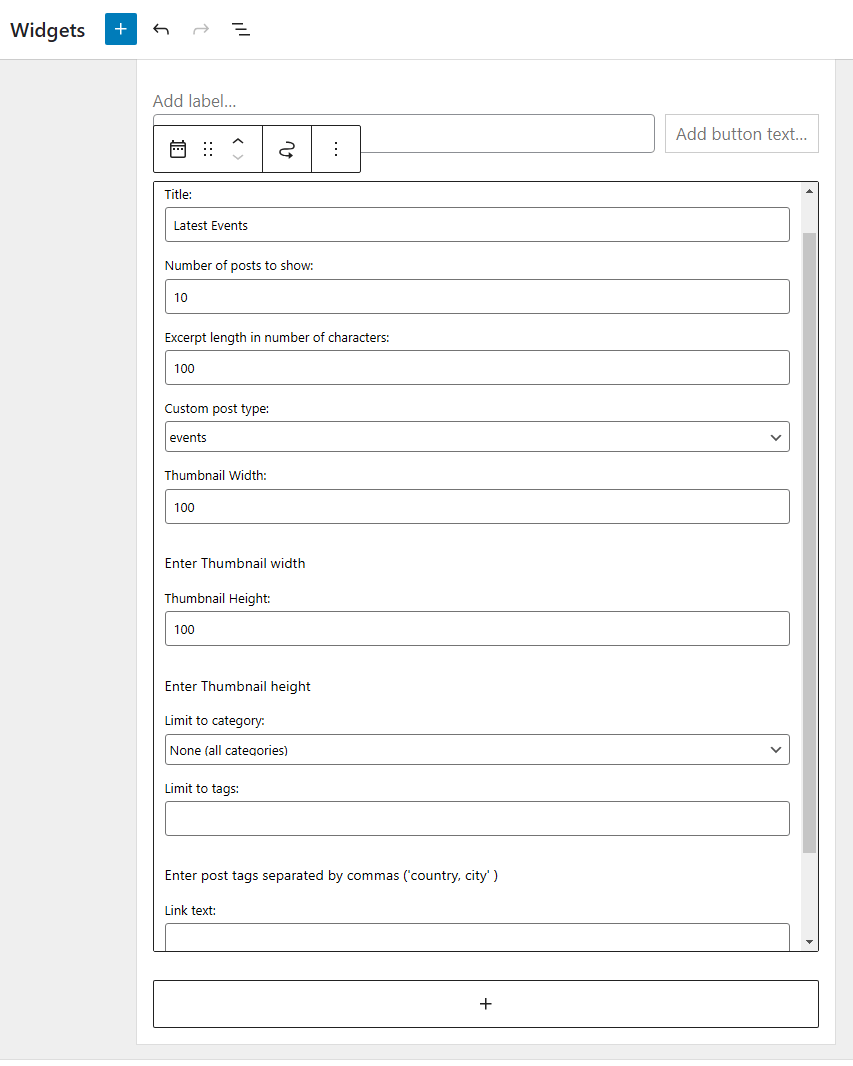 Widgets
Add label...
Add button text...
Title:
Latest Events
Number of posts to show:
10
Excerpt length in number of characters:
100
Custom post type:
events
Thumbnail Width:
100
Enter Thumbnail width
Thumbnail Height:
100
Enter Thumbnail height
Limit to category:
None (all categories)
Limit to tags:
Enter post tags separated by commas ('country, city' )
Link text: